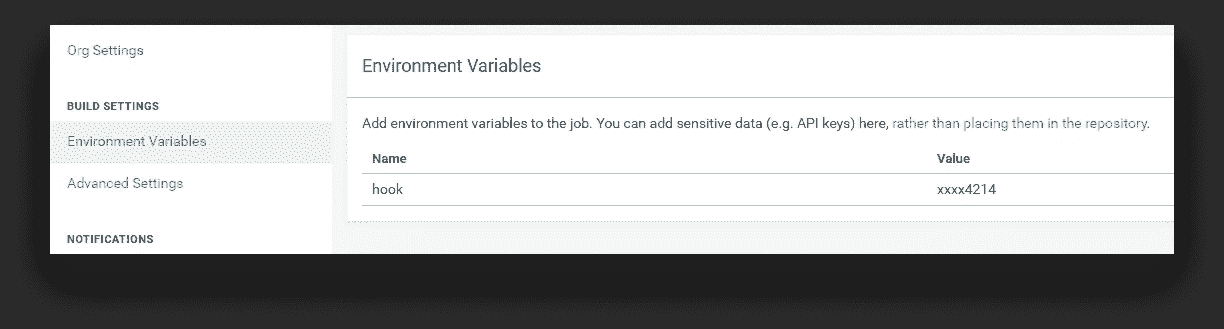 Org Settings
BUILD SETTINGS
Environment Variables
Advanced Settings
NOTIFICATIONS
Environment Variables
Add environment variables to the job. You can add sensitive data (e.g. API keys) here, rather than placing them in the repository.
Name Value
hook xxxx4214